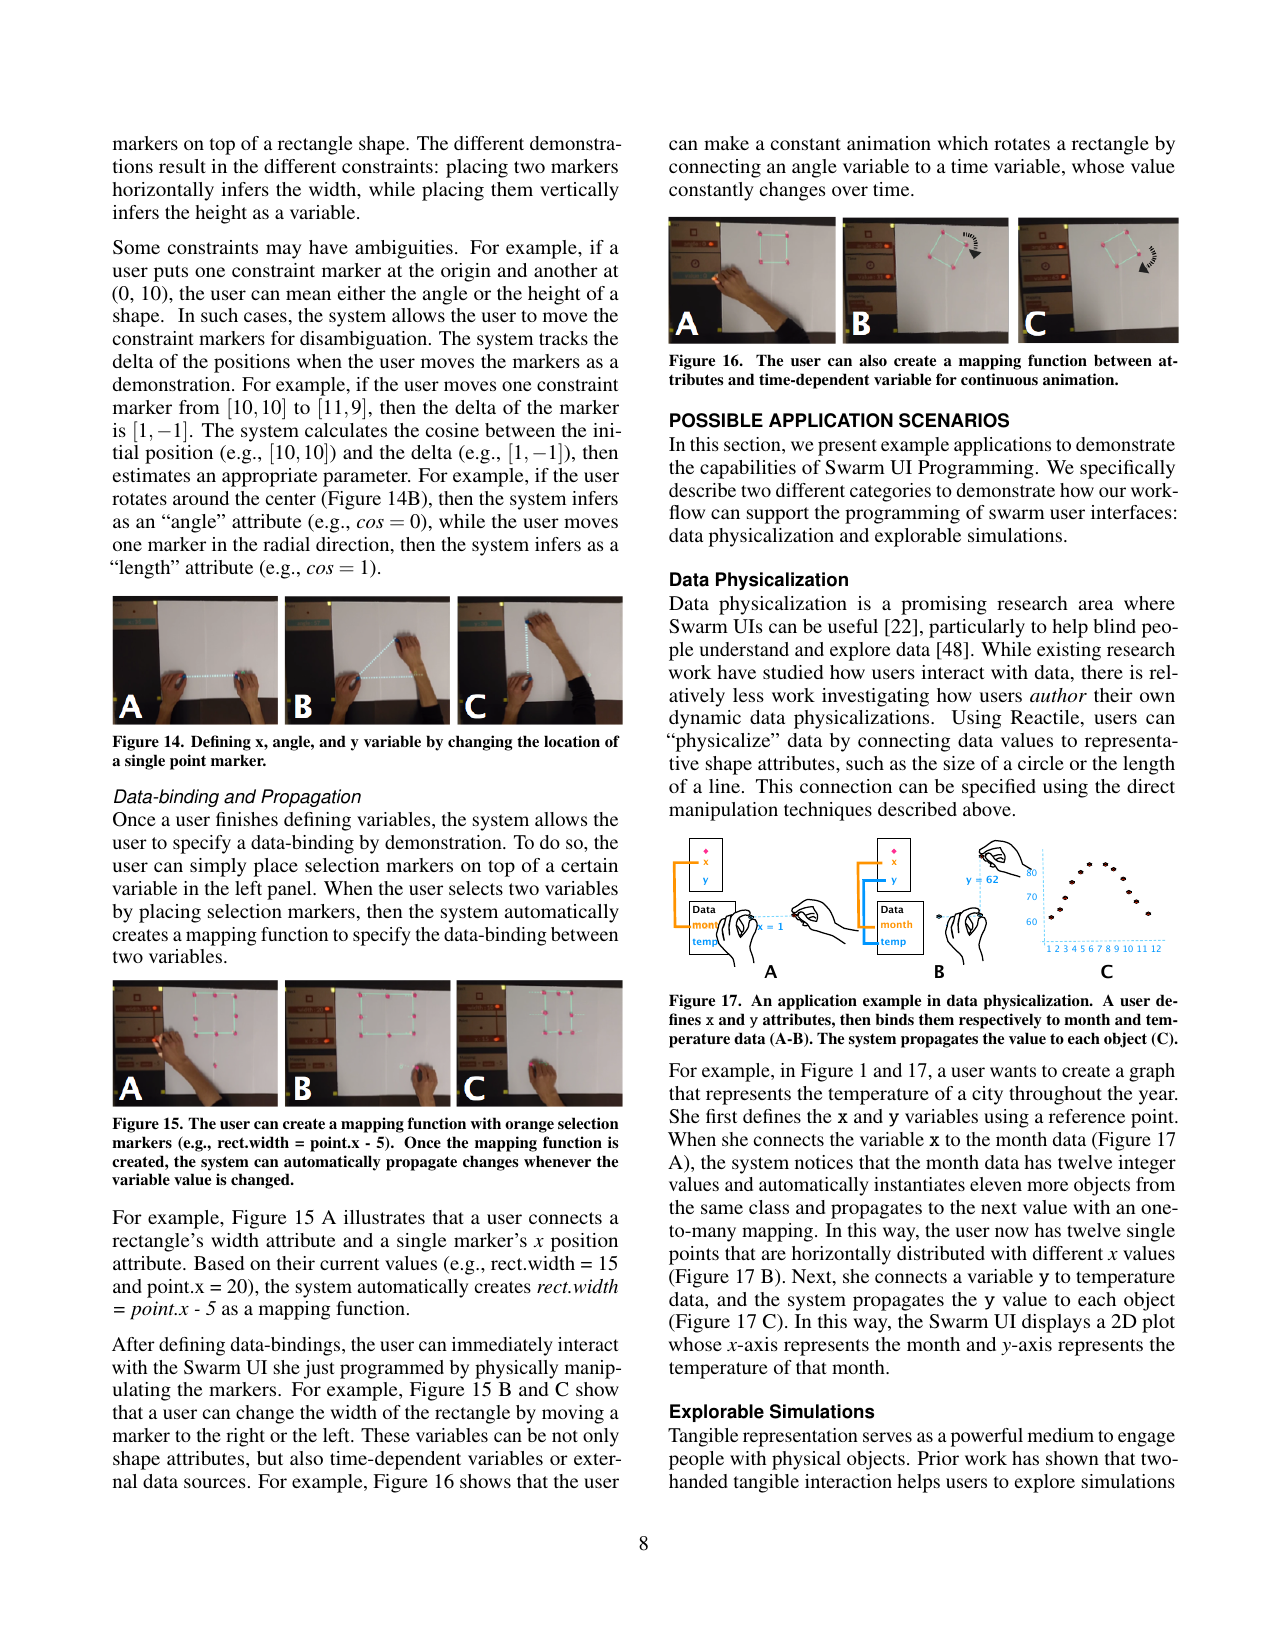 markers on top of a rectangle shape. The different demonstra-
tions result in the different constraints: placing two markers
horizontally infers the width, while placing them vertically
infers the height as a variable.
Some constraints may have ambiguities. For example, if a
user puts one constraint marker at the origin and another at
(0, 10), the user can mean either the angle or the height of a
shape. In such cases, the system allows the user to move the
constraint markers for disambiguation. The system tracks the
delta of the positions when the user moves the markers as a
demonstration. For example, if the user moves one constraint
marker from [10,10] to [11,9], then the delta of the marker
is [1,−1]. The system calculates the cosine between the ini-
tial position (e.g., [10,10]) and the delta (e.g., [1,−1]), then
estimates an appropriate parameter. For example, if the user
rotates around the center (Figure 14B), then the system infers
as an “angle” attribute (e.g., cos = 0), while the user moves
one marker in the radial direction, then the system infers as a
“length” attribute (e.g., cos = 1).
A B C
Figure 14. Defining x, angle, and y variable by changing the location of
a single point marker.
Data-binding and Propagation
Once a user finishes defining variables, the system allows the
user to specify a data-binding by demonstration. To do so, the
user can simply place selection markers on top of a certain
variable in the left panel. When the user selects two variables
by placing selection markers, then the system automatically
creates a mapping function to specify the data-binding between
two variables.
A B C
Figure 15. The user can create a mapping function with orange selection
markers (e.g., rect.width = point.x - 5). Once the mapping function is
created, the system can automatically propagate changes whenever the
variable value is changed.
For example, Figure 15 A illustrates that a user connects a
rectangle’s width attribute and a single marker’s x position
attribute. Based on their current values (e.g., rect.width = 15
and point.x = 20), the system automatically creates rect.width
= point.x - 5 as a mapping function.
After defining data-bindings, the user can immediately interact
with the Swarm UI she just programmed by physically manip-
ulating the markers. For example, Figure 15 B and C show
that a user can change the width of the rectangle by moving a
marker to the right or the left. These variables can be not only
shape attributes, but also time-dependent variables or exter-
nal data sources. For example, Figure 16 shows that the user
can make a constant animation which rotates a rectangle by
connecting an angle variable to a time variable, whose value
constantly changes over time.
A B C
Figure 16. The user can also create a mapping function between at-
tributes and time-dependent variable for continuous animation.
POSSIBLE APPLICATION SCENARIOS
In this section, we present example applications to demonstrate
the capabilities of Swarm UI Programming. We specifically
describe two different categories to demonstrate how our work-
flow can support the programming of swarm user interfaces:
data physicalization and explorable simulations.
Data Physicalization
Data physicalization is a promising research area where
Swarm UIs can be useful [22], particularly to help blind peo-
ple understand and explore data [48]. While existing research
work have studied how users interact with data, there is rel-
atively less work investigating how users author their own
dynamic data physicalizations. Using Reactile, users can
“physicalize” data by connecting data values to representa-
tive shape attributes, such as the size of a circle or the length
of a line. This connection can be specified using the direct
manipulation techniques described above.
x
y
Data
temp
x = 1
A
x
y
Data
month
temp
y = 62
B
80
70
60
1 2 3 4 5 6 7 8 9 10 11 12
C
Figure 17. An application example in data physicalization. A user de-
fines x and y attributes, then binds them respectively to month and tem-
perature data (A-B). The system propagates the value to each object (C).
For example, in Figure 1 and 17, a user wants to create a graph
that represents the temperature of a city throughout the year.
She first defines the x and y variables using a reference point.
When she connects the variable x to the month data (Figure 17
A), the system notices that the month data has twelve integer
values and automatically instantiates eleven more objects from
the same class and propagates to the next value with an one-
to-many mapping. In this way, the user now has twelve single
points that are horizontally distributed with different x values
(Figure 17 B). Next, she connects a variable y to temperature
data, and the system propagates the y value to each object
(Figure 17 C). In this way, the Swarm UI displays a 2D plot
whose x-axis represents the month and y-axis represents the
temperature of that month.
Explorable Simulations
Tangible representation serves as a powerful medium to engage
people with physical objects. Prior work has shown that two-
handed tangible interaction helps users to explore simulations
8